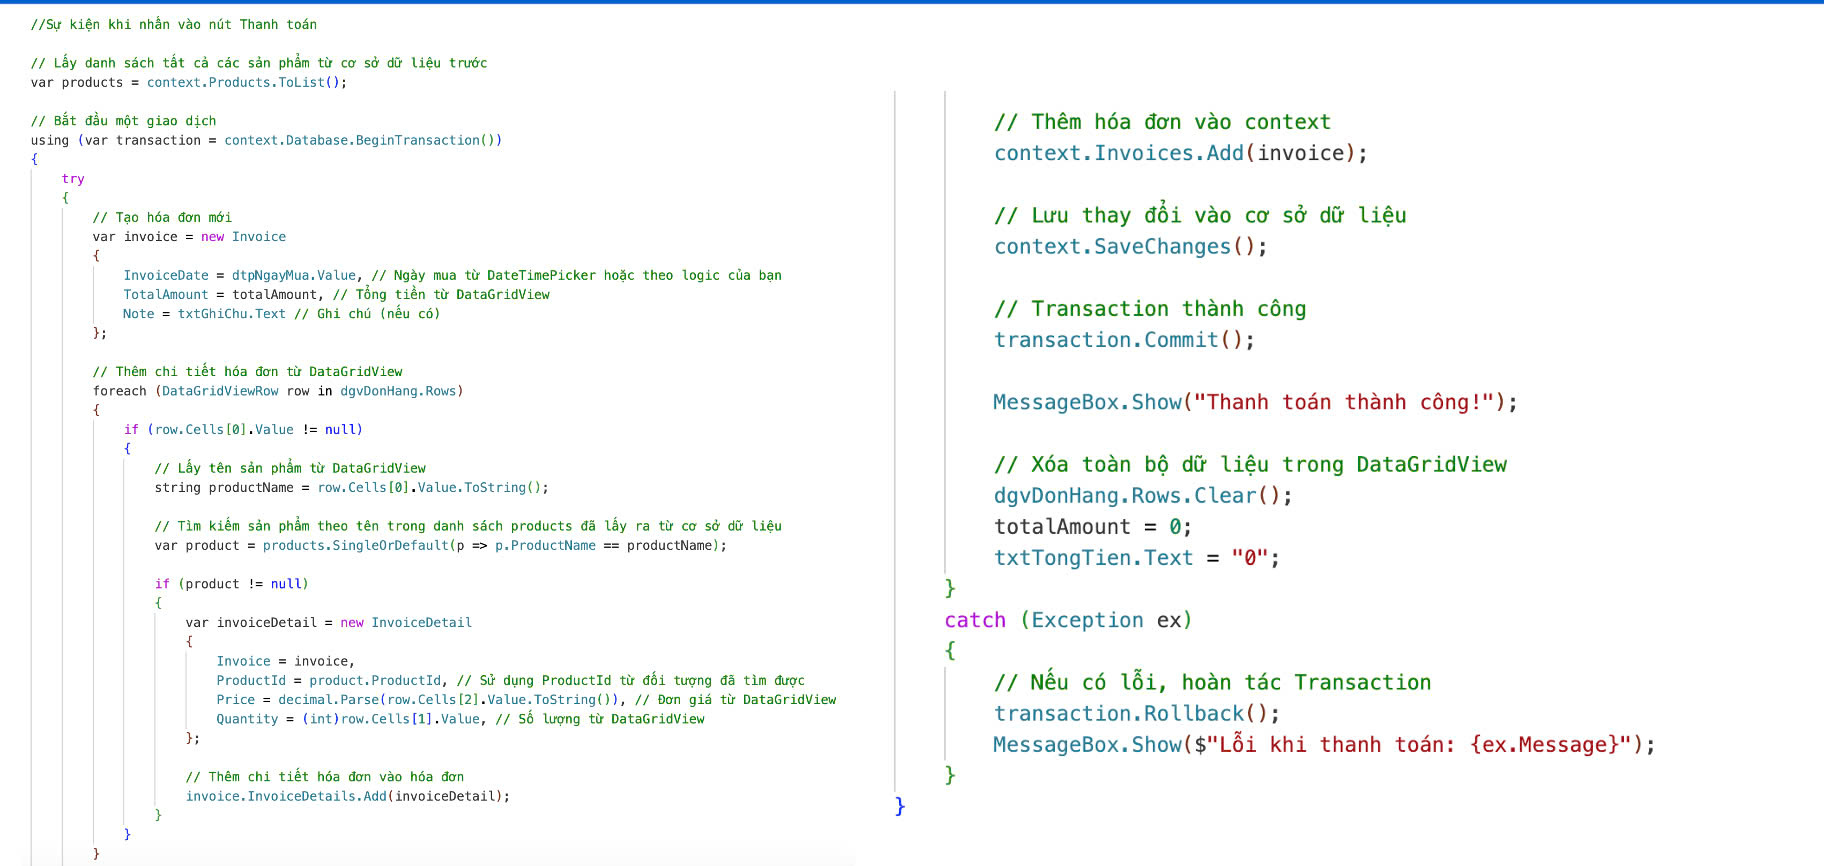 //Sự kiện khi nhấn vào nút Thanh toán
// Lấy danh sách tất cả các sản phẩm từ cơ sở dữ liệu trước
var products = context.Products.ToList();
// Bắt đầu một giao dịch
using (var transaction = context.Database.BeginTransaction())
{
try
{
// Tạo hóa đơn mới
var invoice = new Invoice
{
InvoiceDate = dtpNgayMua.Value, // Ngày mua từ DateTimePicker hoặc theo logic của bạn
TotalAmount = totalAmount, // Tổng tiền từ DataGridView
Note = txtGhiChu.Text // Ghi chú (nếu có)
};
// Thêm chi tiết hóa đơn từ DataGridView
foreach (DataGridViewRow row in dgvDonHang.Rows)
{
if (row.Cells[0].Value != null)
{
// Lấy tên sản phẩm từ DataGridView
string productName = row.Cells[0].Value.ToString();
// Tìm kiếm sản phẩm theo tên trong danh sách products đã lấy ra từ cơ sở dữ liệu
var product = products.SingleOrDefault(p => p.ProductName == productName);
if (product != null)
{
var invoiceDetail = new InvoiceDetail
{
Invoice = invoice,
ProductId = product.ProductId, // Sử dụng ProductId từ đối tượng đã tìm được
Price = decimal.Parse(row.Cells[2].Value.ToString()), // Đơn giá từ DataGridView
Quantity = (int)row.Cells[1].Value, // Số lượng từ DataGridView
};
// Thêm chi tiết hóa đơn vào hóa đơn
invoice.InvoiceDetails.Add(invoiceDetail);
}
}
}
// Thêm hóa đơn vào context
context.Invoices.Add(invoice);
// Lưu thay đổi vào cơ sở dữ liệu
context.SaveChanges();
// Transaction thành công
transaction.Commit();
MessageBox.Show("Thanh toán thành công!");
// Xóa toàn bộ dữ liệu trong DataGridView
dgvDonHang.Rows.Clear();
totalAmount = 0;
txtTongTien.Text = "0";
}
catch (Exception ex)
{
// Nếu có lỗi, hoàn tác Transaction
transaction.Rollback();
MessageBox.Show($"Lỗi khi thanh toán: {ex.Message}");
}
}